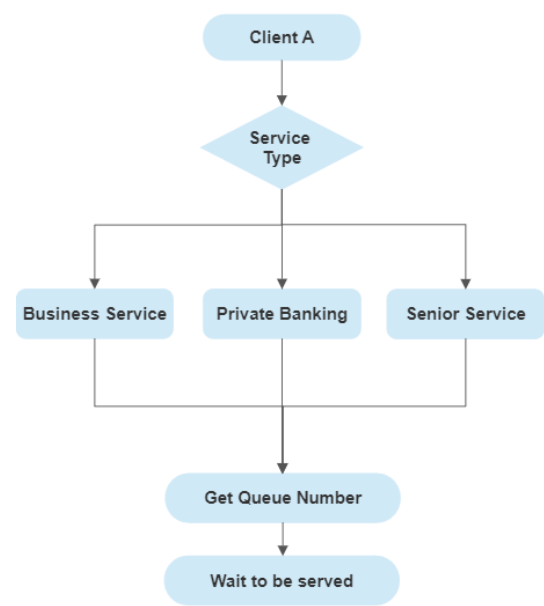 Client A
Service
Type
Business Service
Private Banking
Senior Service
Get Queue Number
Wait to be served